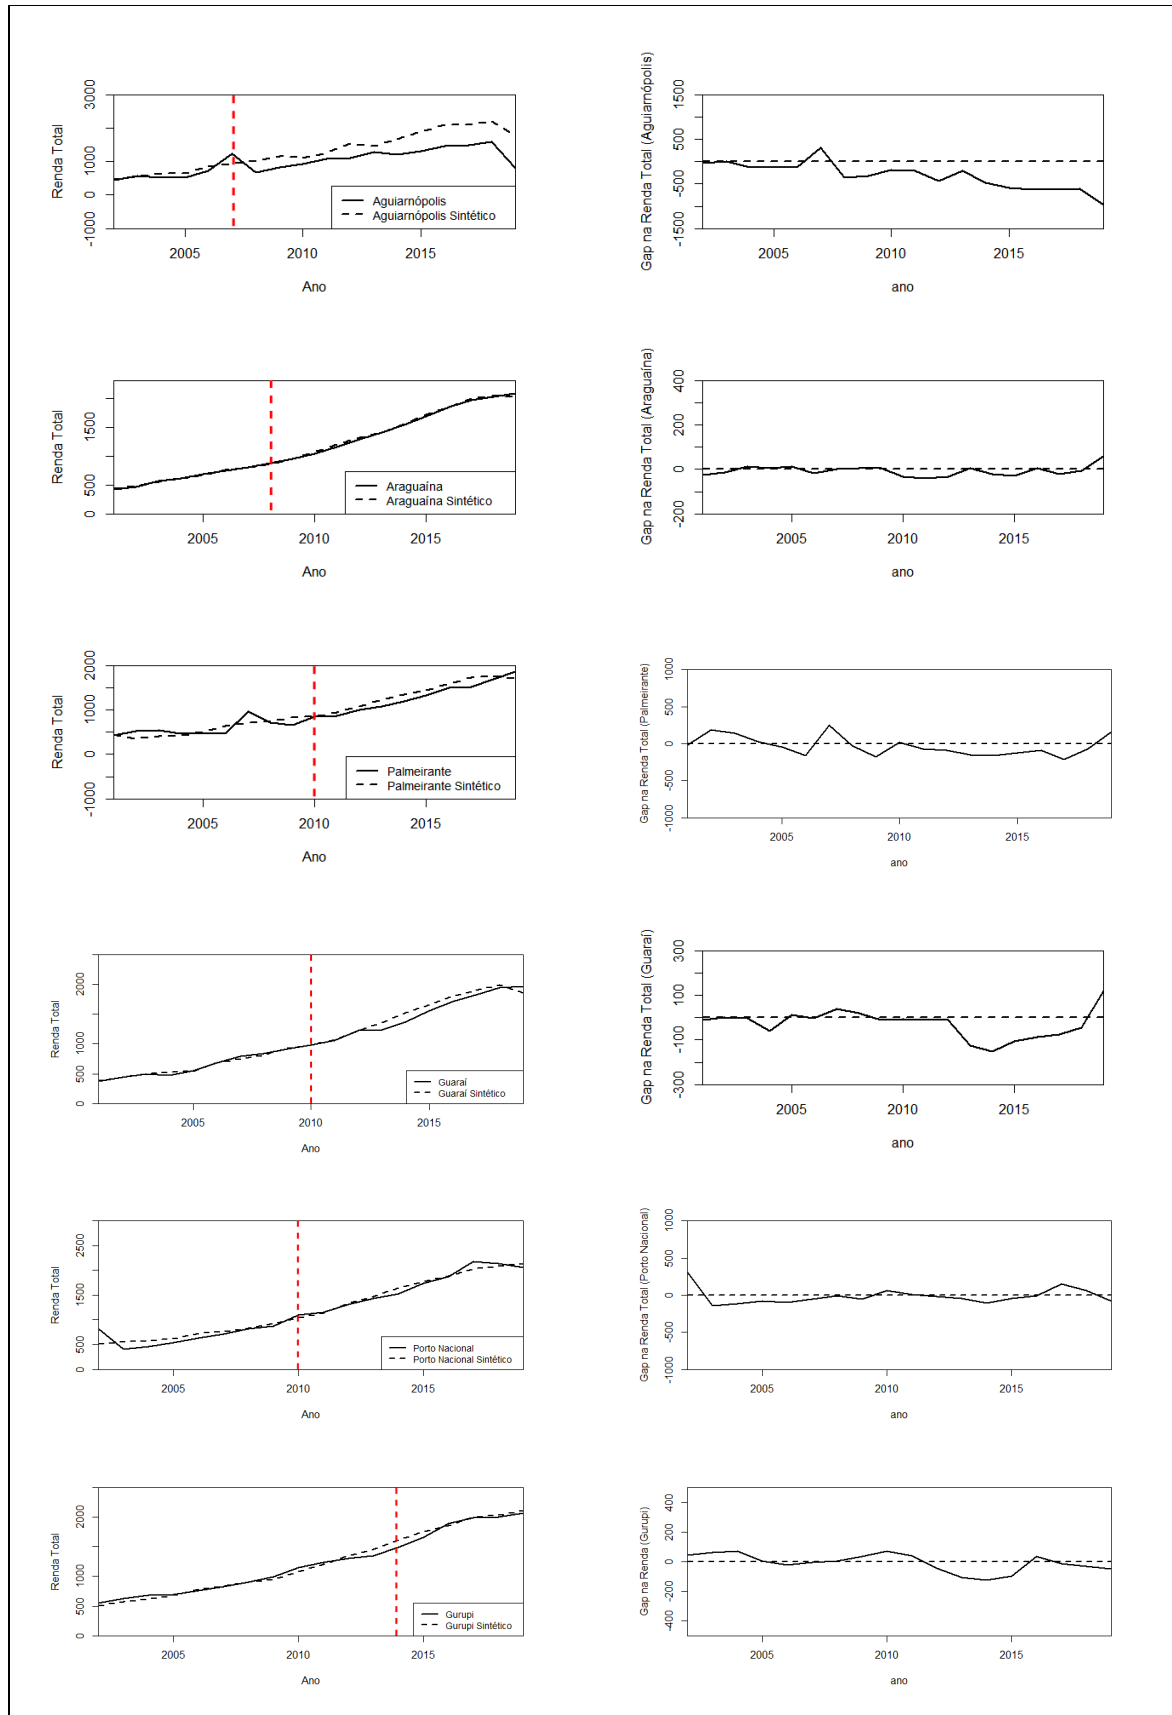 Renda Total
3000
1000
0
-1000
Aguiarnópolis
Aguiarnópolis Sintético
2005 2010 2015
Ano
Gap na Renda Total (Aguiarnópolis)
1500
500
-500
-1500
2005 2010 2015
ano
Renda Total
1500
500
0
Araguaína
Araguaína Sintético
2005 2010 2015
Ano
Gap na Renda Total (Araguaína)
400
200
0
-200
2005 2010 2015
ano
Renda Total
2000
1000
0
-1000
Palmeirante
Palmeirante Sintético
2005 2010 2015
Ano
Gap na Renda Total (Palmeirante)
1000
500
0
-500
-1000
2005 2010 2015
ano
Renda Total
2000
1000
500
0
Guaraí
Guaraí Sintético
2005 2010 2015
Ano
Gap na Renda Total (Guaraí)
300
100
-100
-300
2005 2010 2015
ano
Renda Total
2500
1500
500
0
Porto Nacional
Porto Nacional Sintético
2005 2010 2015
Ano
Gap na Renda Total (Porto Nacional)
1000
500
0
-500
-1000
2005 2010 2015
ano
Renda Total
2000
1000
500
0
Gurupi
Gurupi Sintético
2005 2010 2015
Ano
Gap na Renda (Gurupi)
400
200
0
-200
-400
2005 2010 2015
ano